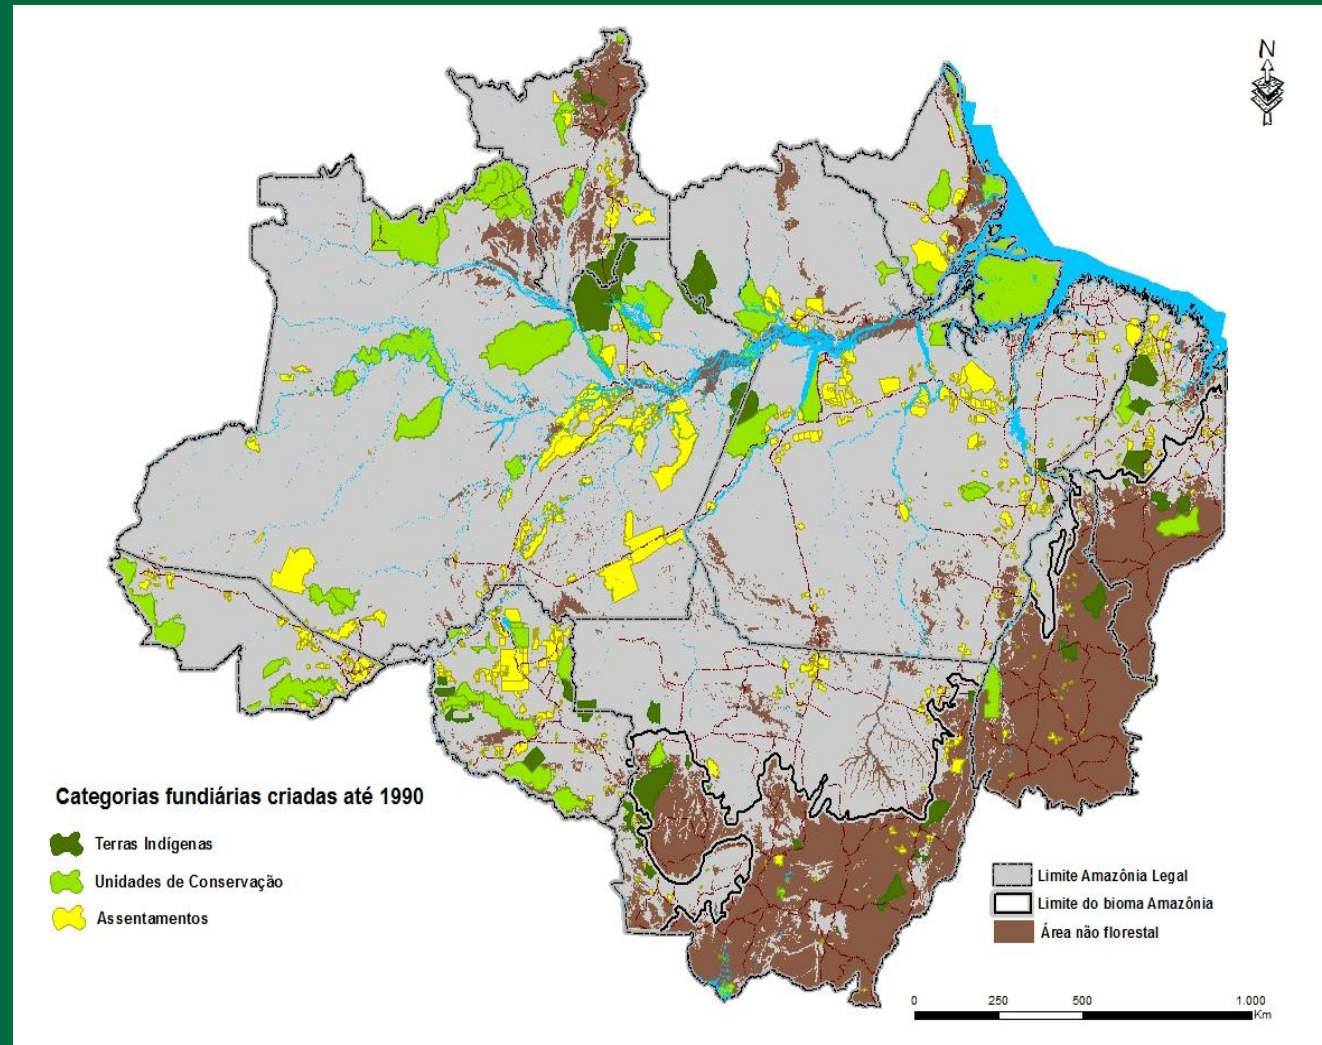 N
Categorias fundiárias criadas até 1990
Terras Indígenas
Unidades de Conservação
Assentamentos
Limite Amazônia Legal
Limite do bioma Amazônia
Área não florestal
0 250 500 1.000
Km